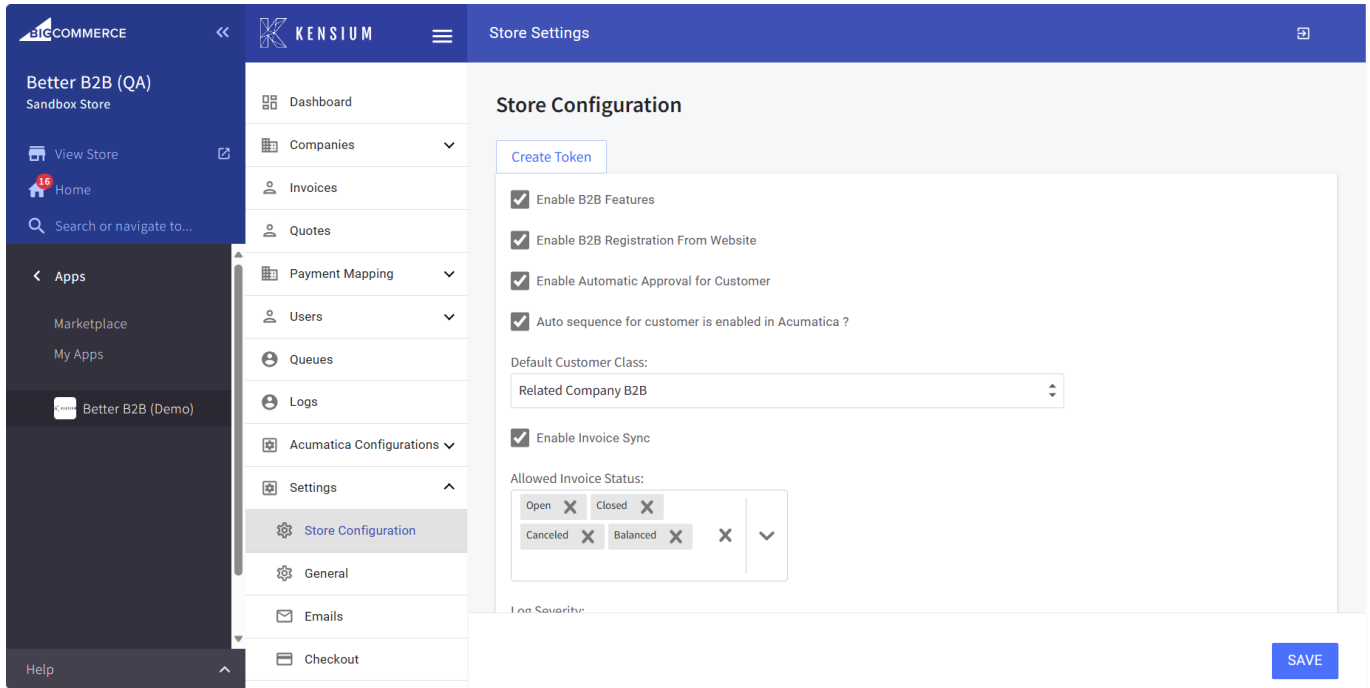 BIGCOMMERCE
Better B2B (QA)
Sandbox Store
View Store
16
Home
Search or navigate to...
Apps
Marketplace
My Apps
Better B2B (Demo)
Help
KENSIUM
Dashboard
Companies
Invoices
Quotes
Payment Mapping
Users
Queues
Logs
Acumatica Configurations
Settings
Store Configuration
General
Emails
Checkout
Store Settings
Store Configuration
Create Token
Enable B2B Features
Enable B2B Registration From Website
Enable Automatic Approval for Customer
Auto sequence for customer is enabled in Acumatica ?
Default Customer Class:
Related Company B2B
Enable Invoice Sync
Allowed Invoice Status:
Open Closed
Canceled Balanced
Log Severity:
SAVE